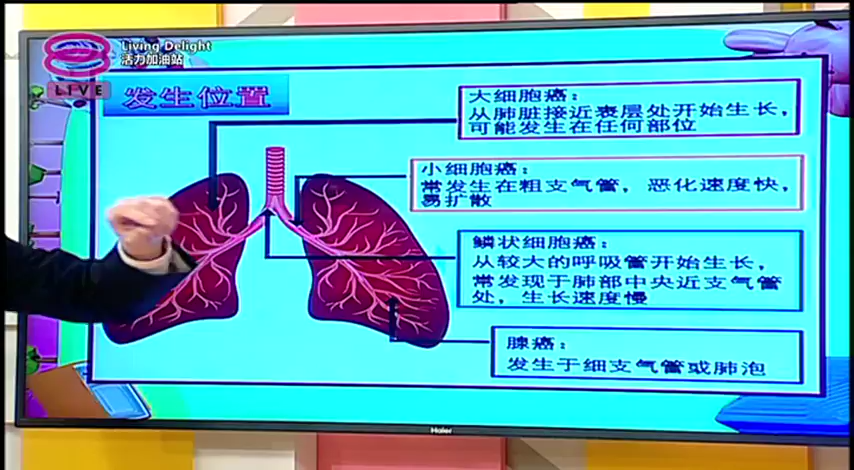 Living Delight
活力加油站
LIVE
发生位置
大细胞癌：
从肺脏接近表层处开始生长，
可能发生在任何部位
小细胞癌：
常发生在粗支气管，恶化速度快，
易扩散
鳞状细胞癌：
从较大的呼吸管开始生长，
常发现于肺部中央近支气管
处，生长速度慢
腺癌：
发生于细支气管或肺泡
Haier